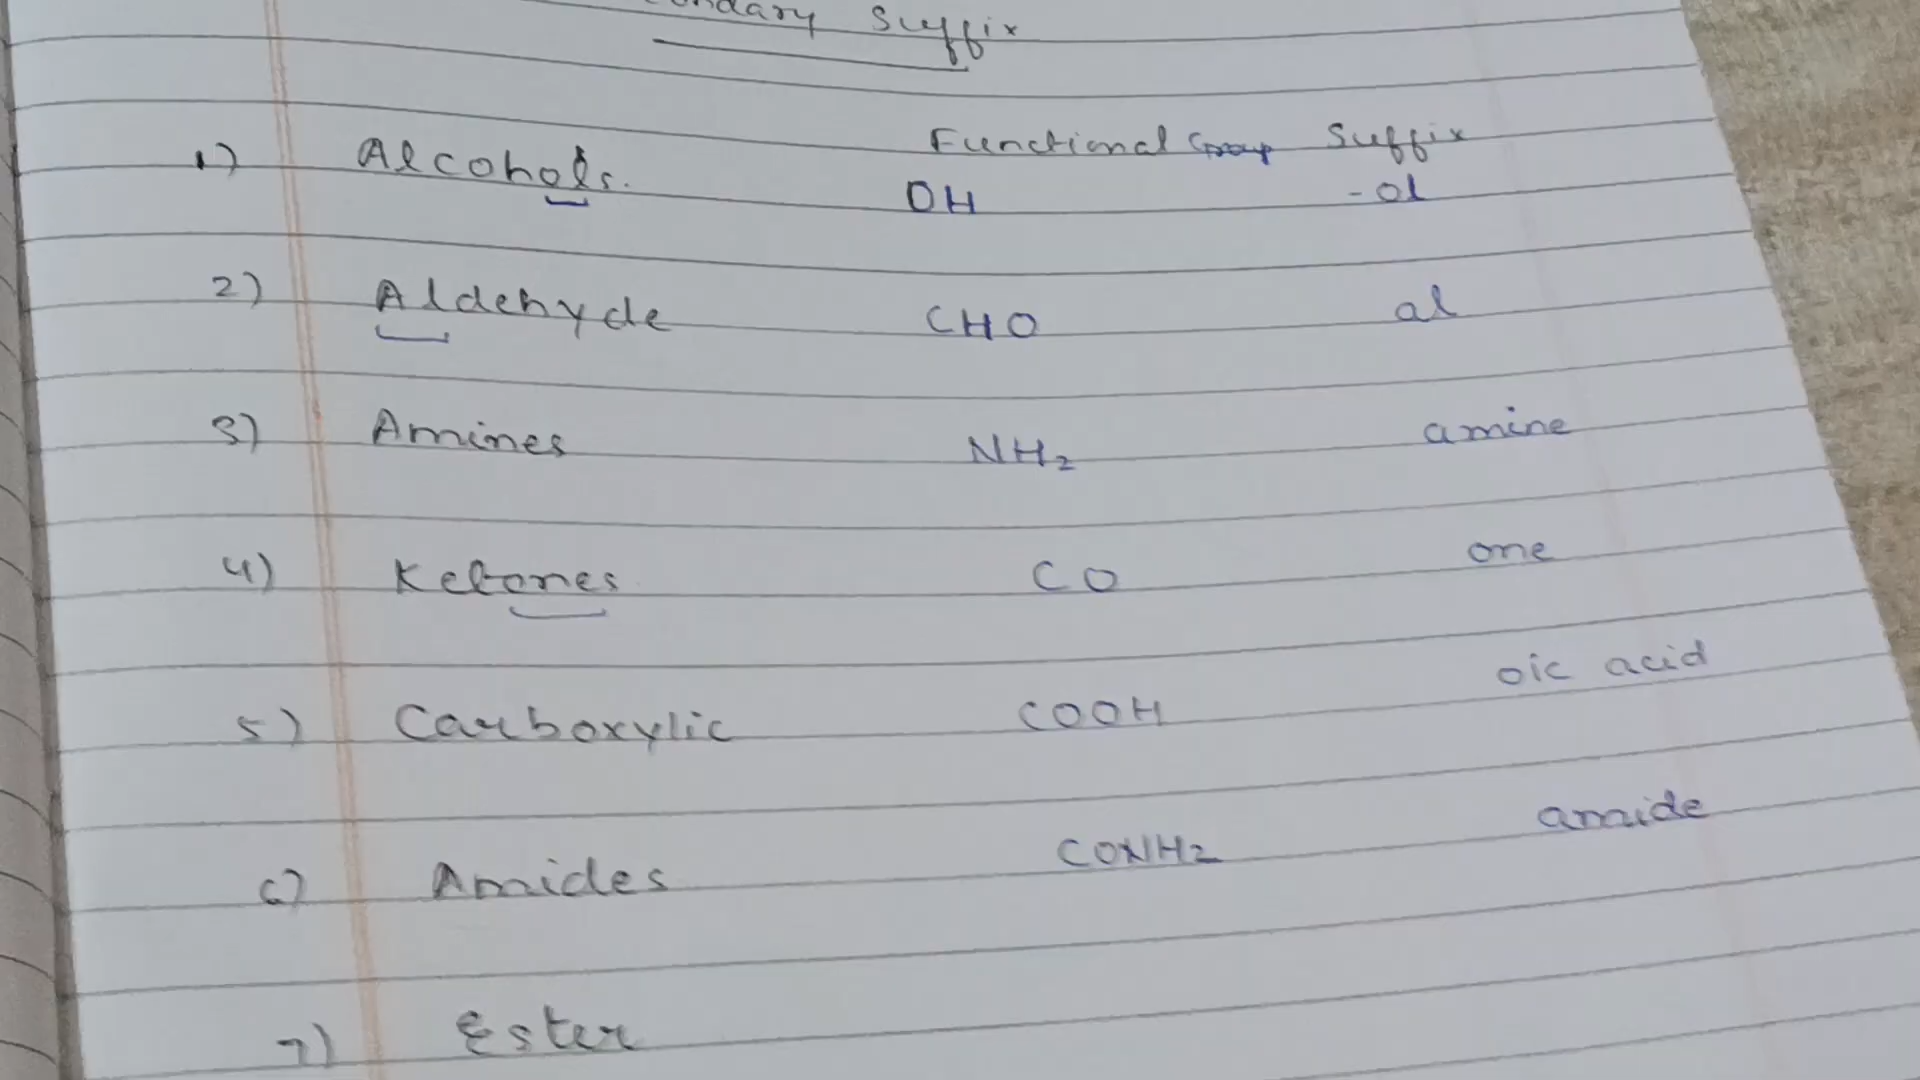 Suffix
Functional Group Suffix
1) Alcohols. OH -ol
2) Aldehyde CHO al
3) Amines NH2 amine
4) Ketones CO one
5) Carboxylic COOH oic acid
6) Amides CONH2 amide
7) Ester